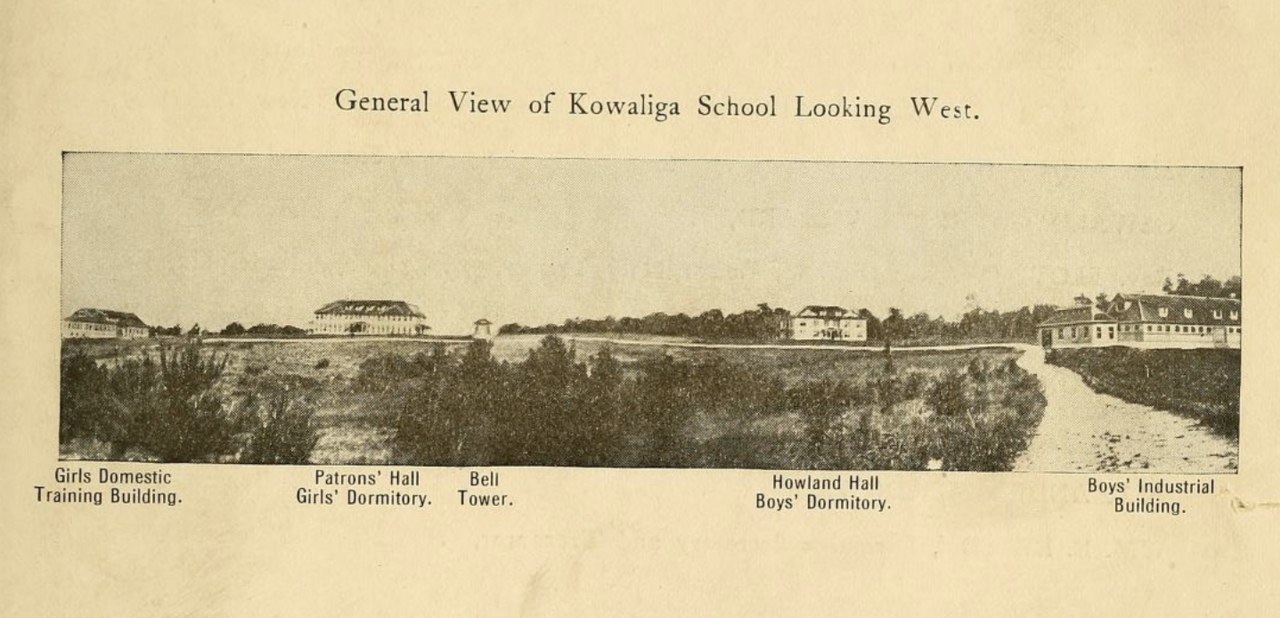 General View of Kowaliga School Looking West.
Girls Domestic
Training Building.
Patrons' Hall
Girls' Dormitory.
Bell
Tower.
Howland Hall
Boys' Dormitory.
Boys' Industrial
Building.